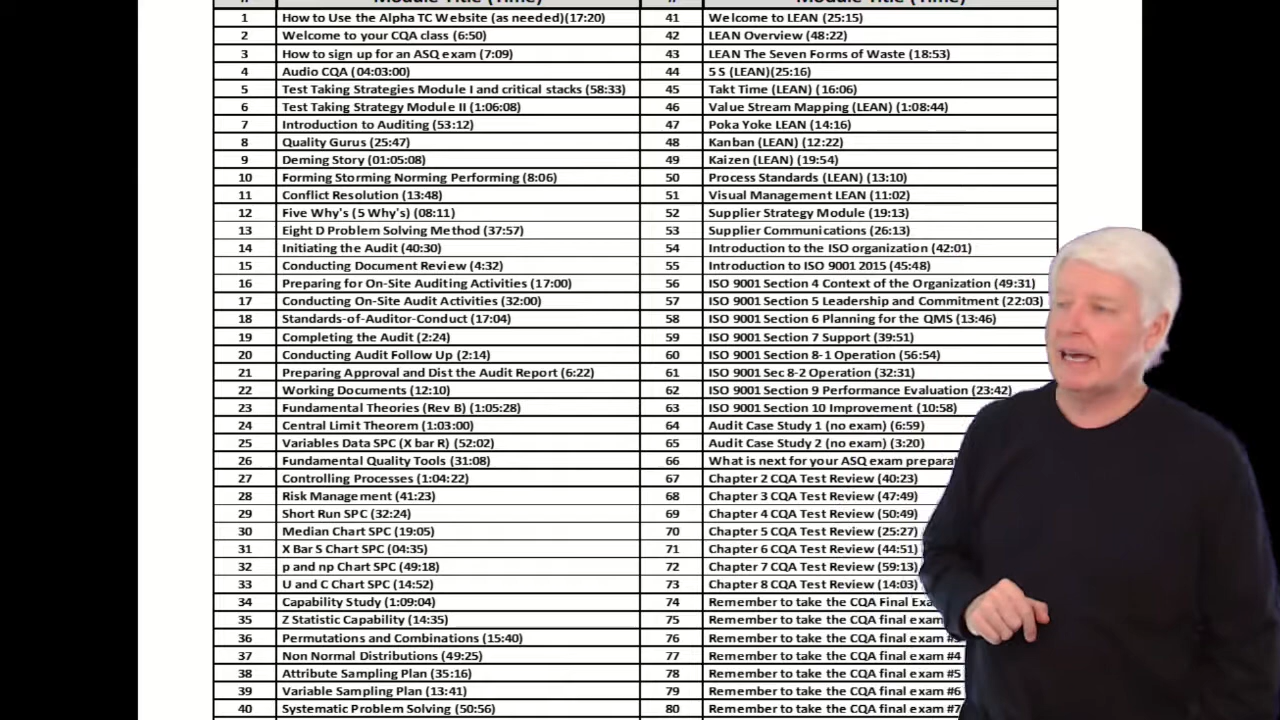 # Module Title (Time) # Module Title (Time)
1 How to Use the Alpha TC Website (as needed)(17:20) 41 Welcome to LEAN (25:15)
2 Welcome to your CQA class (6:50) 42 LEAN Overview (48:22)
3 How to sign up for an ASQ exam (7:09) 43 LEAN The Seven Forms of Waste (18:53)
4 Audio CQA (04:03:00) 44 5 S (LEAN)(25:16)
5 Test Taking Strategies Module I and critical stacks (58:33) 45 Takt Time (LEAN) (16:06)
6 Test Taking Strategy Module II (1:06:08) 46 Value Stream Mapping (LEAN) (1:08:44)
7 Introduction to Auditing (53:12) 47 Poka Yoke LEAN (14:16)
8 Quality Gurus (25:47) 48 Kanban (LEAN) (12:22)
9 Deming Story (01:05:08) 49 Kaizen (LEAN) (19:54)
10 Forming Storming Norming Performing (8:06) 50 Process Standards (LEAN) (13:10)
11 Conflict Resolution (13:48) 51 Visual Management LEAN (11:02)
12 Five Why's (5 Why's) (08:11) 52 Supplier Strategy Module (19:13)
13 Eight D Problem Solving Method (37:57) 53 Supplier Communications (26:13)
14 Initiating the Audit (40:30) 54 Introduction to the ISO organization (42:01)
15 Conducting Document Review (4:32) 55 Introduction to ISO 9001 2015 (45:48)
16 Preparing for On-Site Auditing Activities (17:00) 56 ISO 9001 Section 4 Context of the Organization (49:31)
17 Conducting On-Site Audit Activities (32:00) 57 ISO 9001 Section 5 Leadership and Commitment (22:03)
18 Standards-of-Auditor-Conduct (17:04) 58 ISO 9001 Section 6 Planning for the QMS (13:46)
19 Completing the Audit (2:24) 59 ISO 9001 Section 7 Support (39:51)
20 Conducting Audit Follow Up (2:14) 60 ISO 9001 Section 8-1 Operation (56:54)
21 Preparing Approval and Dist the Audit Report (6:22) 61 ISO 9001 Sec 8-2 Operation (32:31)
22 Working Documents (12:10) 62 ISO 9001 Section 9 Performance Evaluation (23:42)
23 Fundamental Theories (Rev B) (1:05:28) 63 ISO 9001 Section 10 Improvement (10:58)
24 Central Limit Theorem (1:03:00) 64 Audit Case Study 1 (no exam) (6:59)
25 Variables Data SPC (X bar R) (52:02) 65 Audit Case Study 2 (no exam) (3:20)
26 Fundamental Quality Tools (31:08) 66 What is next for your ASQ exam
27 Controlling Processes (1:04:22) 67 Chapter 2 CQA Test Review (40:23)
28 Risk Management (41:23) 68 Chapter 3 CQA Test Review (47:49)
29 Short Run SPC (32:24) 69 Chapter 4 CQA Test Review (50:49)
30 Median Chart SPC (19:05) 70 Chapter 5 CQA Test Review (25:27)
31 X Bar S Chart SPC (04:35) 71 Chapter 6 CQA Test Review (44:51)
32 p and np Chart SPC (49:18) 72 Chapter 7 CQA Test Review (59:13)
33 U and C Chart SPC (14:52) 73 Chapter 8 CQA Test Review (14:03)
34 Capability Study (1:09:04) 74 Remember to take the CQA Final
35 Z Statistic Capability (14:35) 75 Remember to take the CQA final exam
36 Permutations and Combinations (15:40) 76 Remember to take the CQA final exam
37 Non Normal Distributions (49:25) 77 Remember to take the CQA final exam #4
38 Attribute Sampling Plan (35:16) 78 Remember to take the CQA final exam #5
39 Variable Sampling Plan (13:41) 79 Remember to take the CQA final exam #6
40 Systematic Problem Solving (50:56) 80 Remember to take the CQA final exam #7